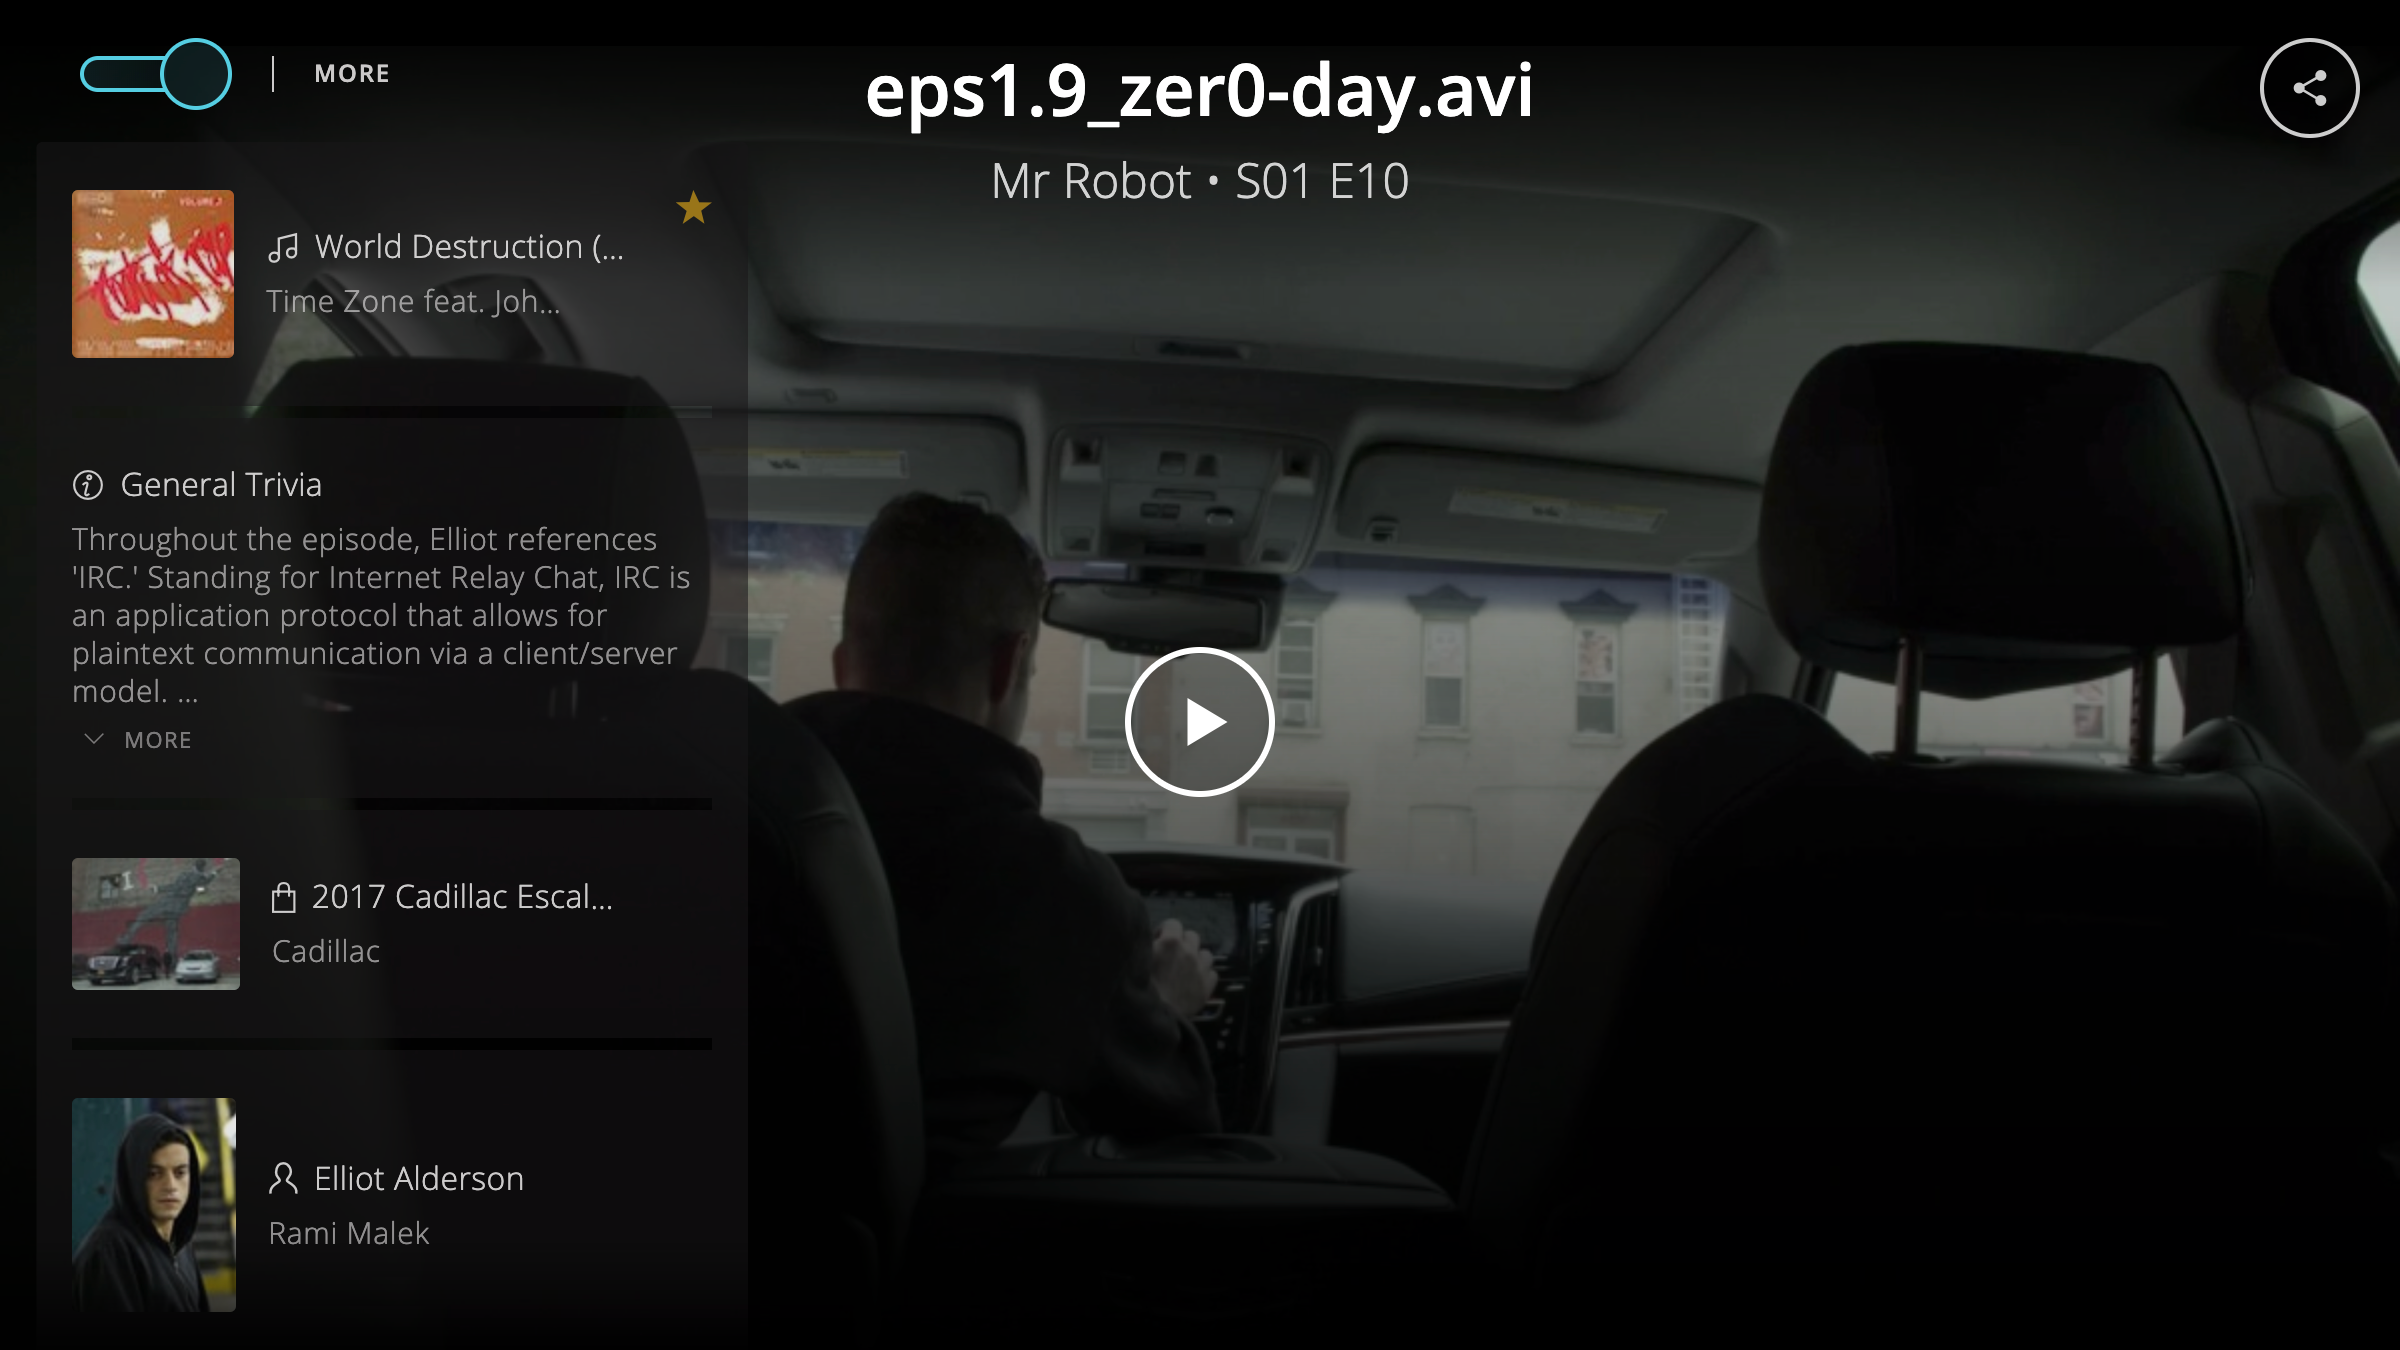 MORE
eps1.9_zer0-day.avi
Mr Robot • S01 E10
VOLUME 2
World Destruction (...
Time Zone feat. Joh...
General Trivia
Throughout the episode, Elliot references
'IRC.' Standing for Internet Relay Chat, IRC is
an application protocol that allows for
plaintext communication via a client/server
model. ...
MORE
2017 Cadillac Escal...
Cadillac
Elliot Alderson
Rami Malek